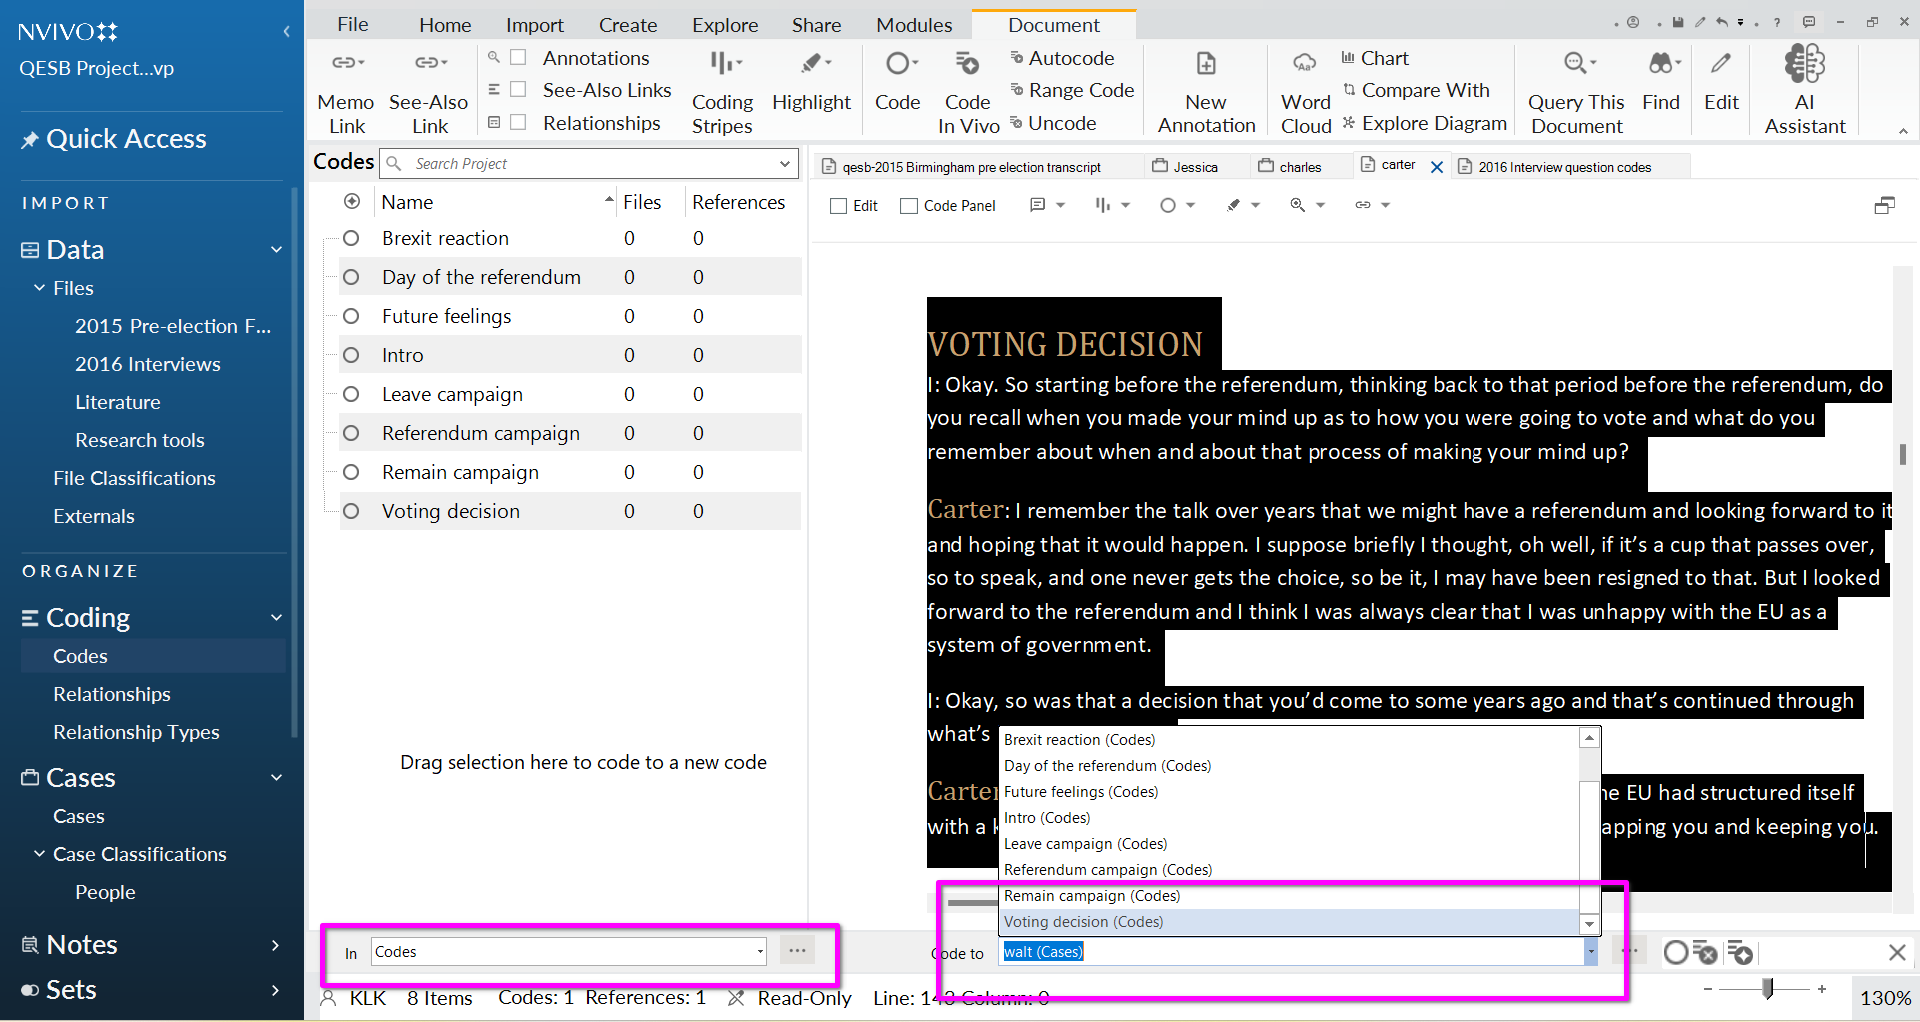 NVIVO
QESB Project...vp
Quick Access
IMPORT
Data
Files
2015 Pre-election F...
2016 Interviews
Literature
Research tools
File Classifications
Externals
ORGANIZE
Coding
Codes
Relationships
Relationship Types
Cases
Cases
Case Classifications
People
Notes
Sets
File Home Import Create Explore Share Modules Document
Memo Link
See-Also Link
Annotations
See-Also Links
Relationships
Coding Stripes
Highlight
Code
Code In Vivo
Autocode
Range Code
Uncode
New Annotation
Word Cloud
Chart
Compare With
Explore Diagram
Query This Document
Find
Edit
AI Assistant
Codes Search Project
Name Files References
Brexit reaction 0 0
Day of the referendum 0 0
Future feelings 0 0
Intro 0 0
Leave campaign 0 0
Referendum campaign 0 0
Remain campaign 0 0
Voting decision 0 0
Drag selection here to code to a new code
In Codes ...
qesb-2015 Birmingham pre election transcript Jessica charles carter 2016 Interview question codes
Edit Code Panel
VOTING DECISION
I: Okay. So starting before the referendum, thinking back to that period before the referendum, do
you recall when you made your mind up as to how you were going to vote and what do you
remember about when and about that process of making your mind up?
Carter: I remember the talk over years that we might have a referendum and looking forward to it
and hoping that it would happen. I suppose briefly I thought, oh well, if it's a cup that passes over,
so to speak, and one never gets the choice, so be it, I may have been resigned to that. But I looked
forward to the referendum and I think I was always clear that I was unhappy with the EU as a
system of government.
I: Okay, so was that a decision that you'd come to some years ago and that's continued through
what's
Carter he EU had structured itself
with a k apping you and keeping you.
Brexit reaction (Codes)
Day of the referendum (Codes)
Future feelings (Codes)
Intro (Codes)
Leave campaign (Codes)
Referendum campaign (Codes)
Remain campaign (Codes)
Voting decision (Codes)
Code to walt (Cases) ...
KLK 8 Items Codes: 1 References: 1 Read-Only Line: 143 Column: 0
130%